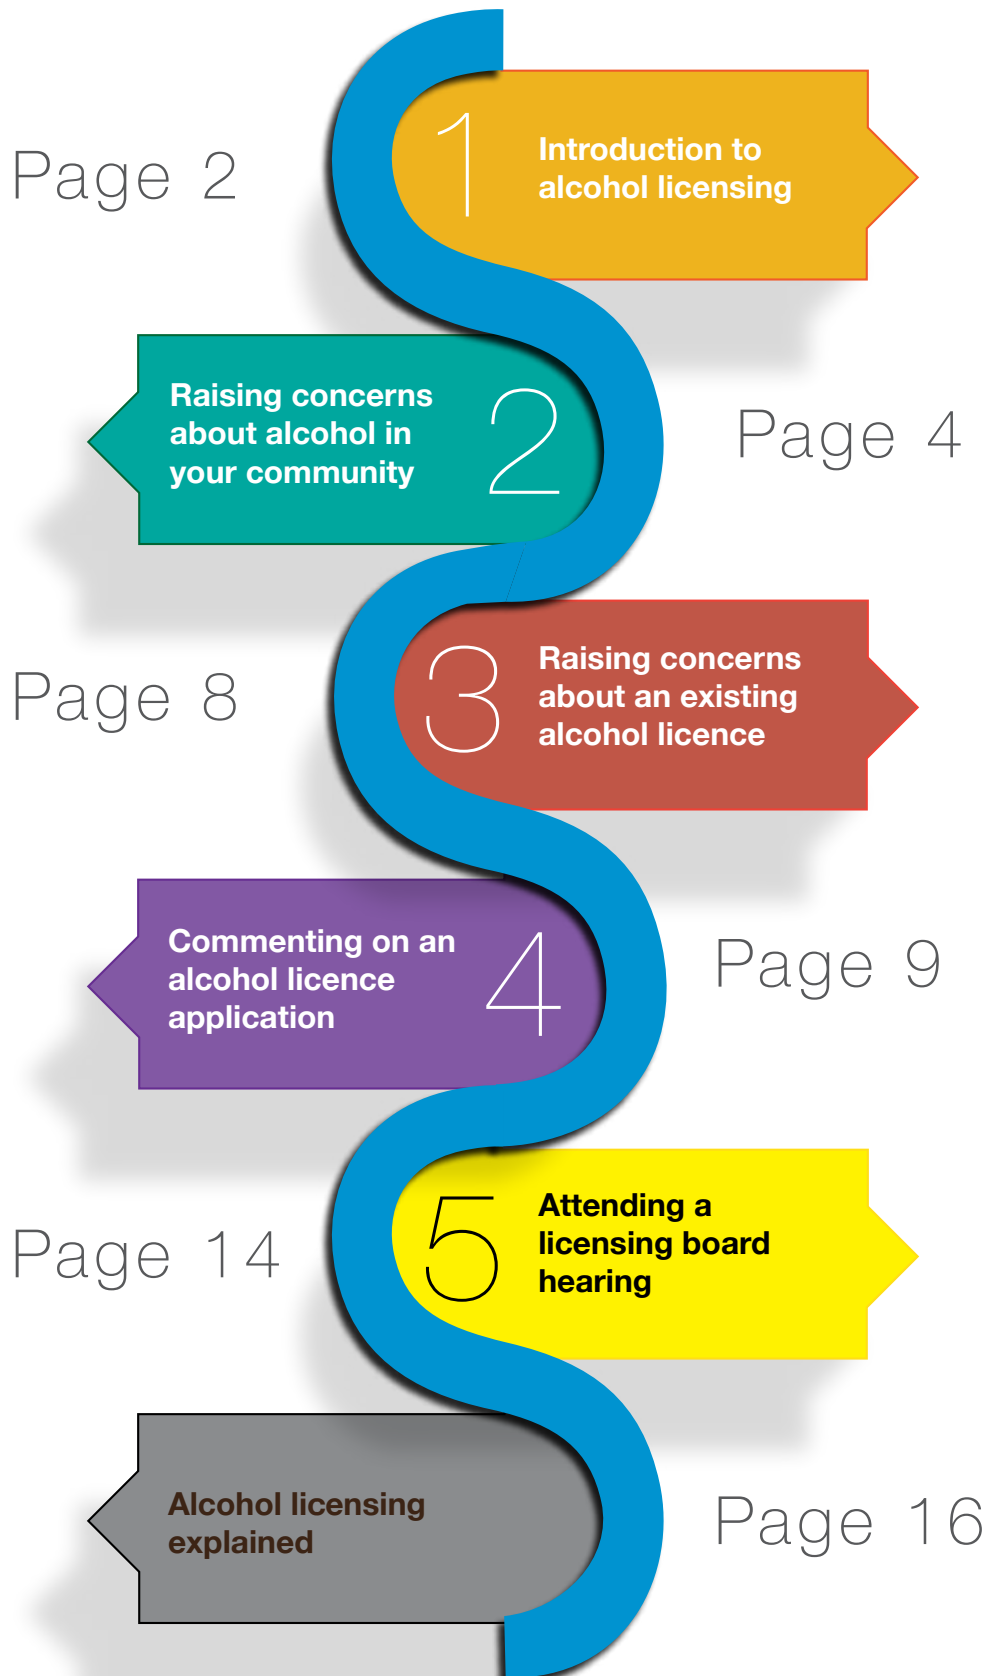 Page 2
1
Introduction to
alcohol licensing
Raising concerns
about alcohol in
your community
2
Page 4
Page 8
3
Raising concerns
about an existing
alcohol licence
Commenting on an
alcohol licence
application
4
Page 9
Page 14
5
Attending a
licensing board
hearing
Alcohol licensing
explained
Page 16